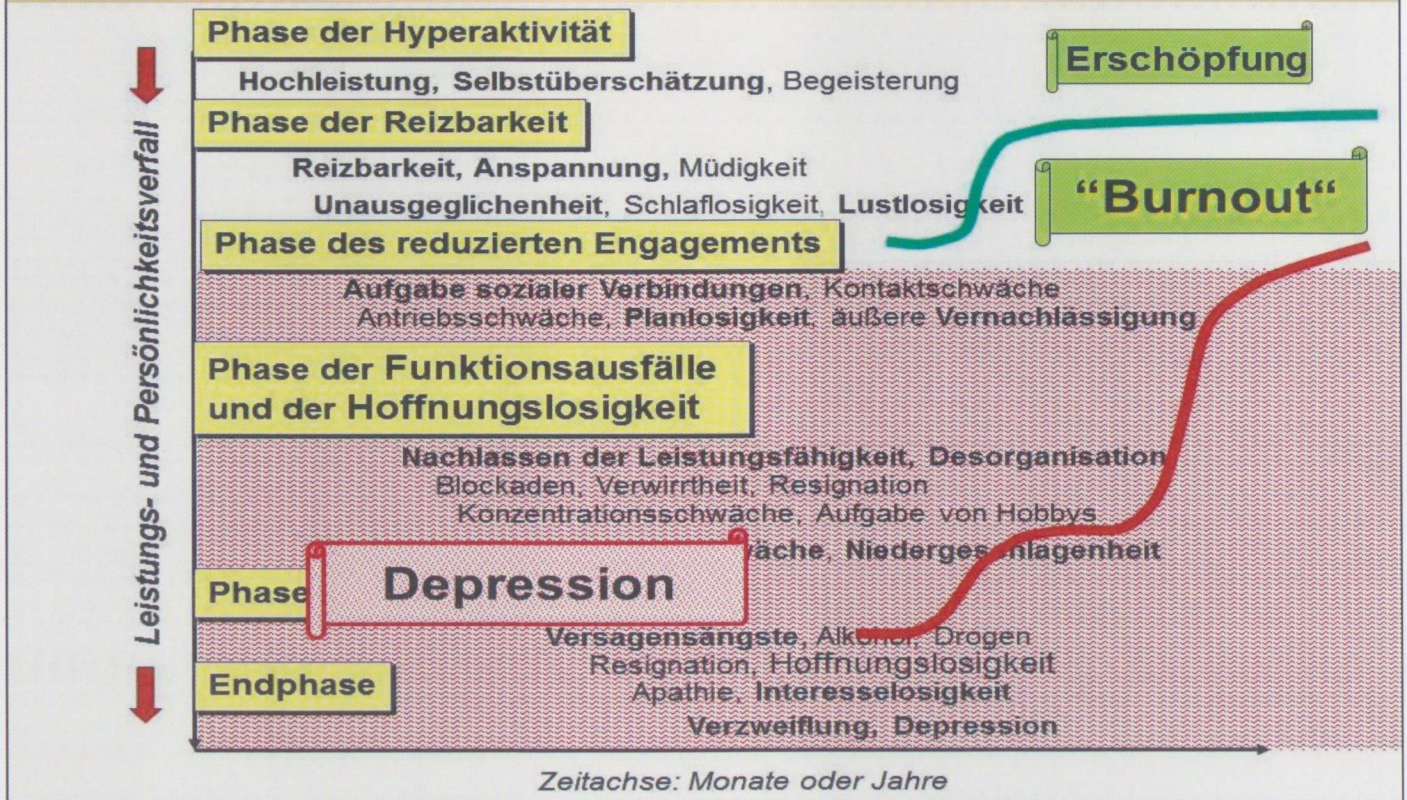 Phase der Hyperaktivität
Erschöpfung
Hochleistung, Selbstüberschätzung, Begeisterung
Phase der Reizbarkeit
Reizbarkeit, Anspannung, Müdigkeit
Unausgeglichenheit, Schlaflosigkeit, Lustlosigkeit
"Burnout"
Phase des reduzierten Engagements
Aufgabe sozialer Verbindungen, Kontaktschwäche
Antriebsschwäche, Planlosigkeit, äußere Vernachlässigung
Phase der Funktionsausfälle
und der Hoffnungslosigkeit
Nachlassen der Leistungsfähigkeit, Desorganisation
Blockaden, Verwirrtheit, Resignation
Konzentrationsschwäche, Aufgabe von Hobbys
wäche, Niedergeschlagenheit
Depression
Phase
Versagensängste, Alkohol, Drogen
Resignation, Hoffnungslosigkeit
Endphase
Apathie, Interesselosigkeit
Verzweiflung, Depression
Leistungs- und Persönlichkeitsverfall
Zeitachse: Monate oder Jahre